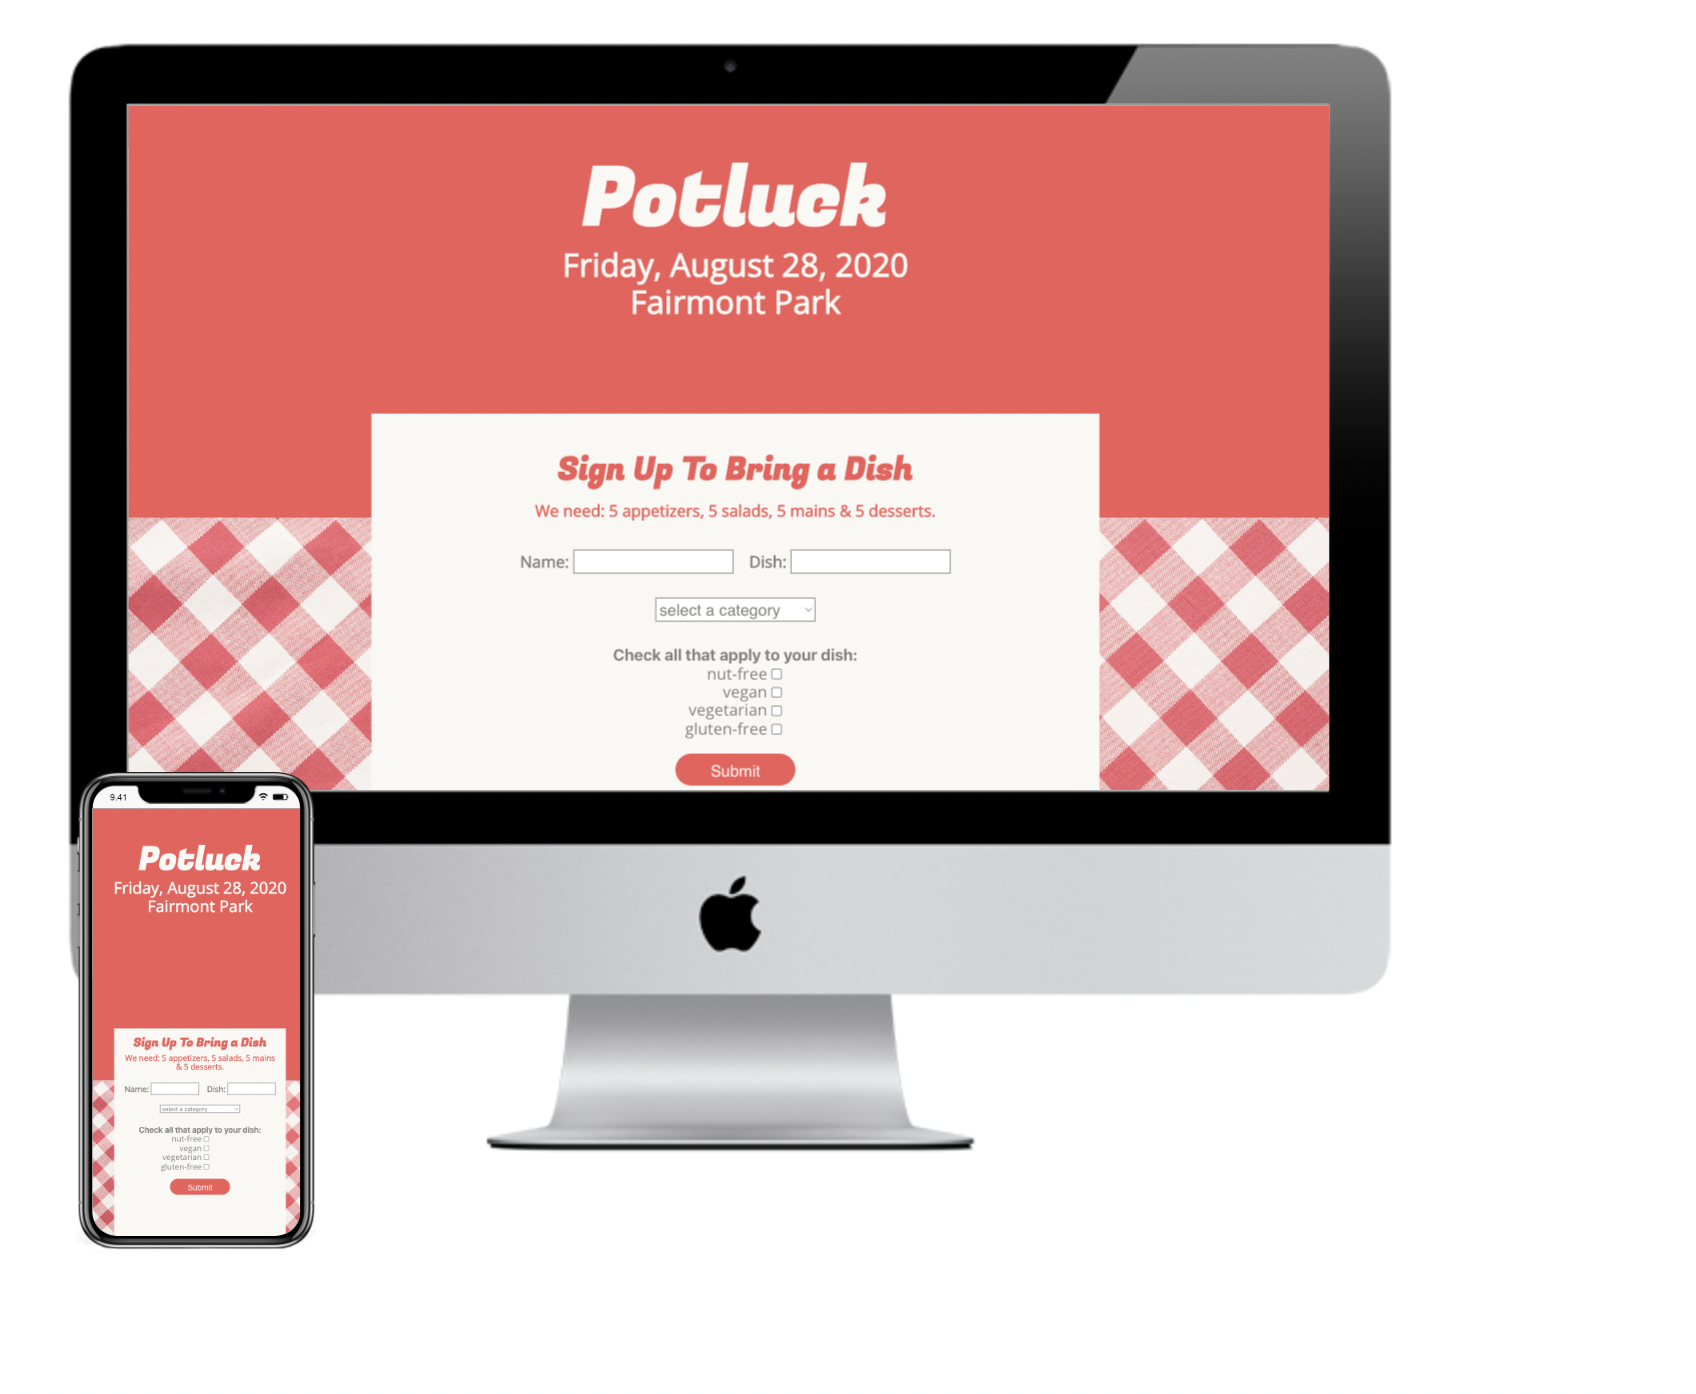 Potluck
Friday, August 28, 2020
Fairmont Park
Sign Up To Bring a Dish
We need: 5 appetizers, 5 salads, 5 mains & 5 desserts.
Name: Dish:
select a category
Check all that apply to your dish:
nut-free
vegan
vegetarian
gluten-free
Submit
9.41
Potluck
Friday, August 28, 2020
Fairmont Park
Sign Up To Bring a Dish
We need: 5 appetizers, 5 salads, 5 mains
& 5 desserts.
Name: Dish:
select a category
Check all that apply to your dish:
nut-free
vegan
vegetarian
gluten-free
Submit